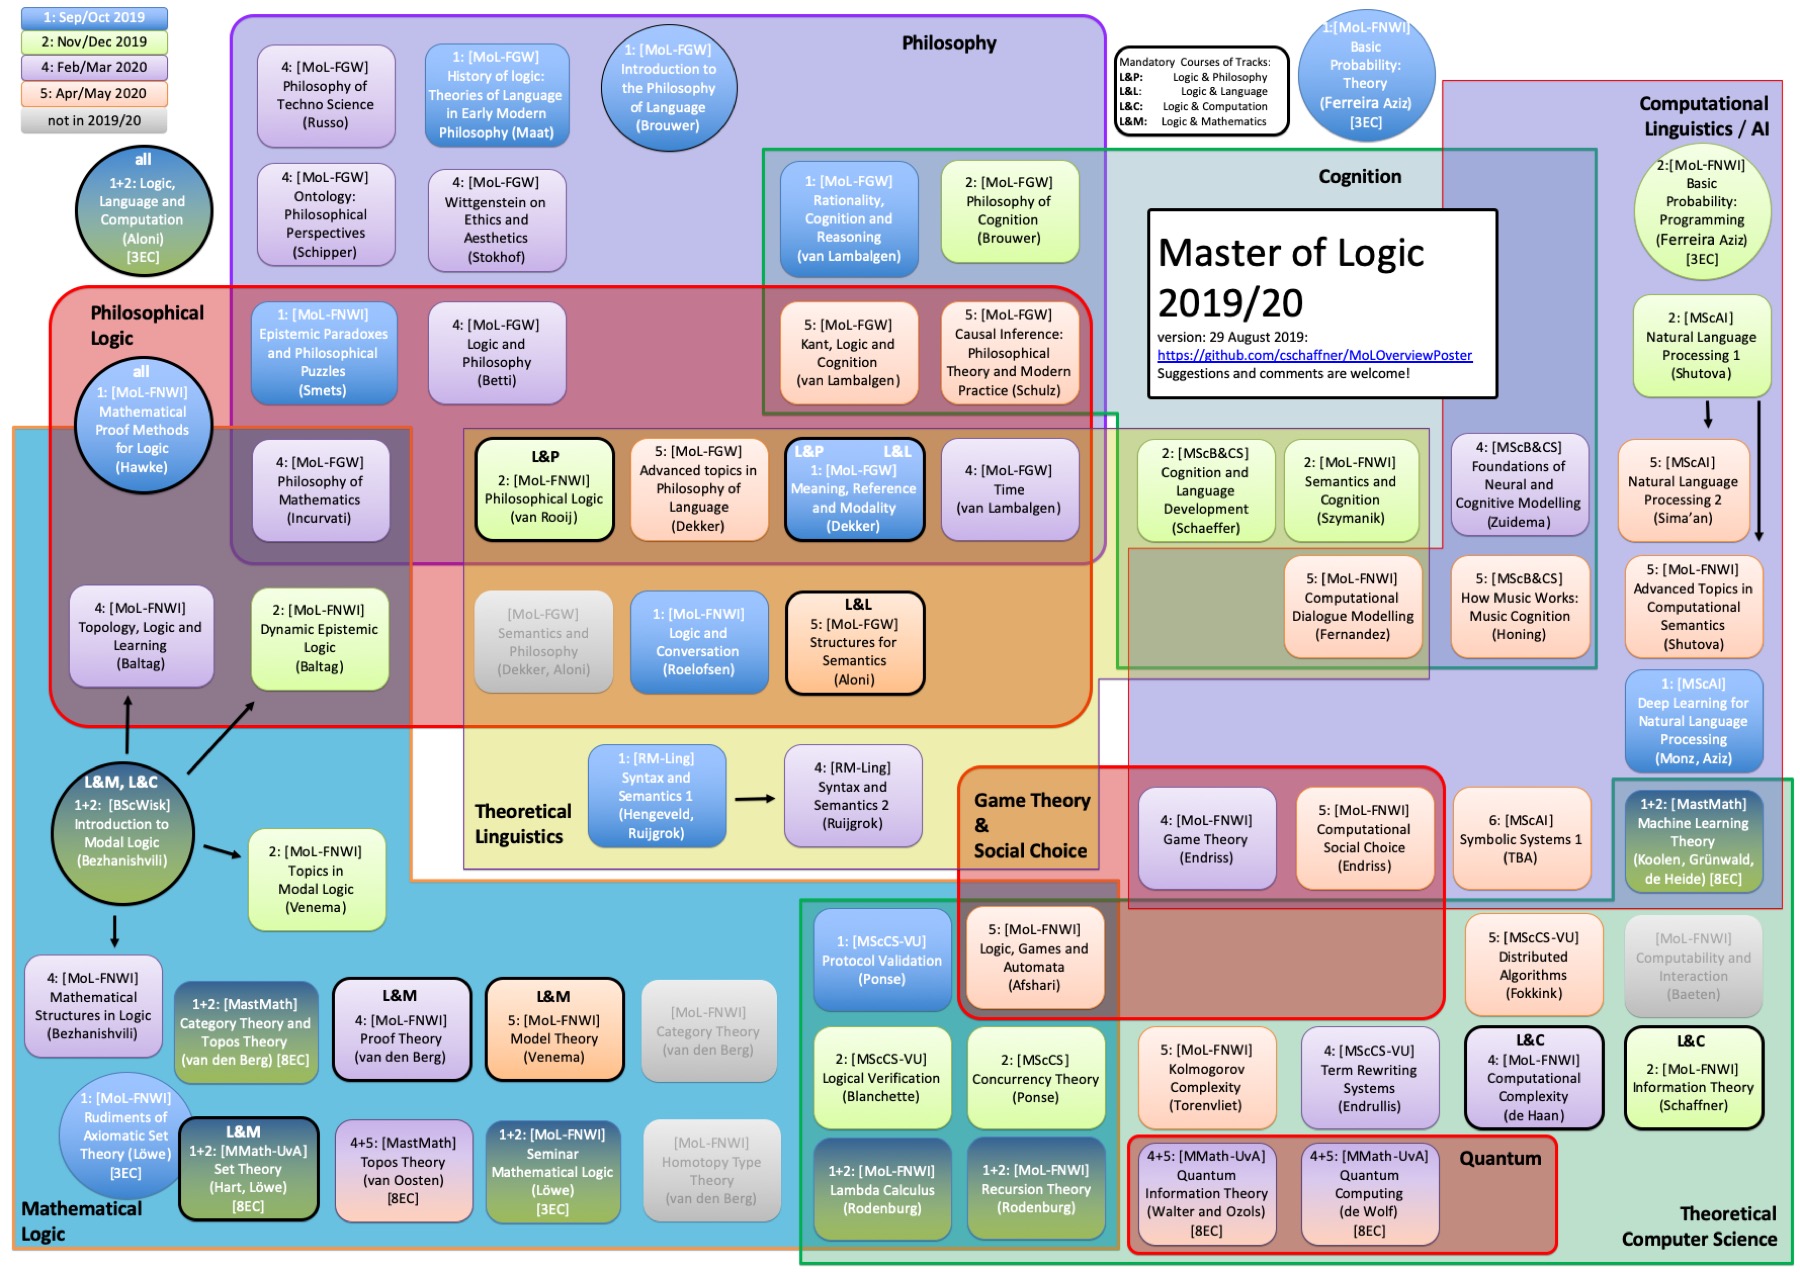 1: Sep/Oct 2019
2: Nov/Dec 2019
4: Feb/Mar 2020
5: Apr/May 2020
not in 2019/20
all
1+2: Logic,
Language and
Computation
(Aloni)
[3EC]
Philosophy
4: [MoL-FGW]
Philosophy of
Techno Science
(Russo)
1: [MoL-FGW]
History of logic:
Theories of Language
in Early Modern
Philosophy (Maat)
1: [MoL-FGW]
Introduction to
the Philosophy
of Language
(Brouwer)
4: [MoL-FGW]
Ontology:
Philosophical
Perspectives
(Schipper)
4: [MoL-FGW]
Wittgenstein on
Ethics and
Aesthetics
(Stokhof)
Mandatory Courses of Tracks:
L&P: Logic & Philosophy
L&L: Logic & Language
L&C: Logic & Computation
L&M: Logic & Mathematics
1:[MoL-FNWI]
Basic
Probability:
Theory
(Ferreira Aziz)
[3EC]
Computational
Linguistics / AI
2:[MoL-FNWI]
Basic
Probability:
Programming
(Ferreira Aziz)
[3EC]
Cognition
1: [MoL-FGW]
Rationality,
Cognition and
Reasoning
(van Lambalgen)
2: [MoL-FGW]
Philosophy of
Cognition
(Brouwer)
Master of Logic
2019/20
version: 29 August 2019:
https://github.com/cschaffner/MoLOverviewPoster
Suggestions and comments are welcome!
Philosophical
Logic
all
1: [MoL-FNWI]
Mathematical
Proof Methods
for Logic
(Hawke)
1: [MoL-FNWI]
Epistemic Paradoxes
and Philosophical
Puzzles
(Smets)
4: [MoL-FGW]
Logic and
Philosophy
(Betti)
5: [MoL-FGW]
Kant, Logic and
Cognition
(van Lambalgen)
5: [MoL-FGW]
Causal Inference:
Philosophical
Theory and Modern
Practice (Schulz)
2: [MScAI]
Natural Language
Processing 1
(Shutova)
4: [MoL-FGW]
Philosophy of
Mathematics
(Incurvati)
L&P
2: [MoL-FNWI]
Philosophical Logic
(van Rooij)
5: [MoL-FGW]
Advanced topics in
Philosophy of
Language
(Dekker)
L&P L&L
1: [MoL-FGW]
Meaning, Reference
and Modality
(Dekker)
4: [MoL-FGW]
Time
(van Lambalgen)
2: [MScB&CS]
Cognition and
Language
Development
(Schaeffer)
2: [MoL-FNWI]
Semantics and
Cognition
(Szymanik)
4: [MScB&CS]
Foundations of
Neural and
Cognitive Modelling
(Zuidema)
5: [MScAI]
Natural Language
Processing 2
(Sima’an)
4: [MoL-FNWI]
Topology, Logic and
Learning
(Baltag)
2: [MoL-FNWI]
Dynamic Epistemic
Logic
(Baltag)
[MoL-FGW]
Semantics and
Philosophy
(Dekker, Aloni)
1: [MoL-FNWI]
Logic and
Conversation
(Roelofsen)
L&L
5: [MoL-FGW]
Structures for
Semantics
(Aloni)
5: [MoL-FNWI]
Computational
Dialogue Modelling
(Fernandez)
5: [MScB&CS]
How Music Works:
Music Cognition
(Honing)
5: [MoL-FNWI]
Advanced Topics in
Computational
Semantics
(Shutova)
1: [MScAI]
Deep Learning for
Natural Language
Processing
(Monz, Aziz)
L&M, L&C
1+2: [BScWisk]
Introduction to
Modal Logic
(Bezhanishvili)
2: [MoL-FNWI]
Topics in
Modal Logic
(Venema)
Theoretical
Linguistics
1: [RM-Ling]
Syntax and
Semantics 1
(Hengeveld,
Ruijgrok)
4: [RM-Ling]
Syntax and
Semantics 2
(Ruijgrok)
Game Theory
&
Social Choice
4: [MoL-FNWI]
Game Theory
(Endriss)
5: [MoL-FNWI]
Computational
Social Choice
(Endriss)
6: [MScAI]
Symbolic Systems 1
(TBA)
1+2: [MastMath]
Machine Learning
Theory
(Koolen, Grünwald,
de Heide) [8EC]
1: [MScCS-VU]
Protocol Validation
(Ponse)
5: [MoL-FNWI]
Logic, Games and
Automata
(Afshari)
5: [MScCS-VU]
Distributed
Algorithms
(Fokkink)
[MoL-FNWI]
Computability and
Interaction
(Baeten)
4: [MoL-FNWI]
Mathematical
Structures in Logic
(Bezhanishvili)
1+2: [MastMath]
Category Theory and
Topos Theory
(van den Berg) [8EC]
L&M
4: [MoL-FNWI]
Proof Theory
(van den Berg)
L&M
5: [MoL-FNWI]
Model Theory
(Venema)
[MoL-FNWI]
Category Theory
(van den Berg)
2: [MScCS-VU]
Logical Verification
(Blanchette)
2: [MScCS]
Concurrency Theory
(Ponse)
5: [MoL-FNWI]
Kolmogorov
Complexity
(Torenvliet)
4: [MScCS-VU]
Term Rewriting
Systems
(Endrullis)
L&C
4: [MoL-FNWI]
Computational
Complexity
(de Haan)
L&C
2: [MoL-FNWI]
Information Theory
(Schaffner)
1: [MoL-FNWI]
Rudiments of
Axiomatic Set
Theory (Löwe)
[3EC]
L&M
1+2: [MMath-UvA]
Set Theory
(Hart, Löwe)
[8EC]
4+5: [MastMath]
Topos Theory
(van Oosten)
[8EC]
1+2: [MoL-FNWI]
Seminar
Mathematical Logic
(Löwe)
[3EC]
[MoL-FNWI]
Homotopy Type
Theory
(van den Berg)
1+2: [MoL-FNWI]
Lambda Calculus
(Rodenburg)
1+2: [MoL-FNWI]
Recursion Theory
(Rodenburg)
4+5: [MMath-UvA]
Quantum
Information Theory
(Walter and Ozols)
[8EC]
4+5: [MMath-UvA]
Quantum
Computing
(de Wolf)
[8EC]
Quantum
Mathematical
Logic
Theoretical
Computer Science